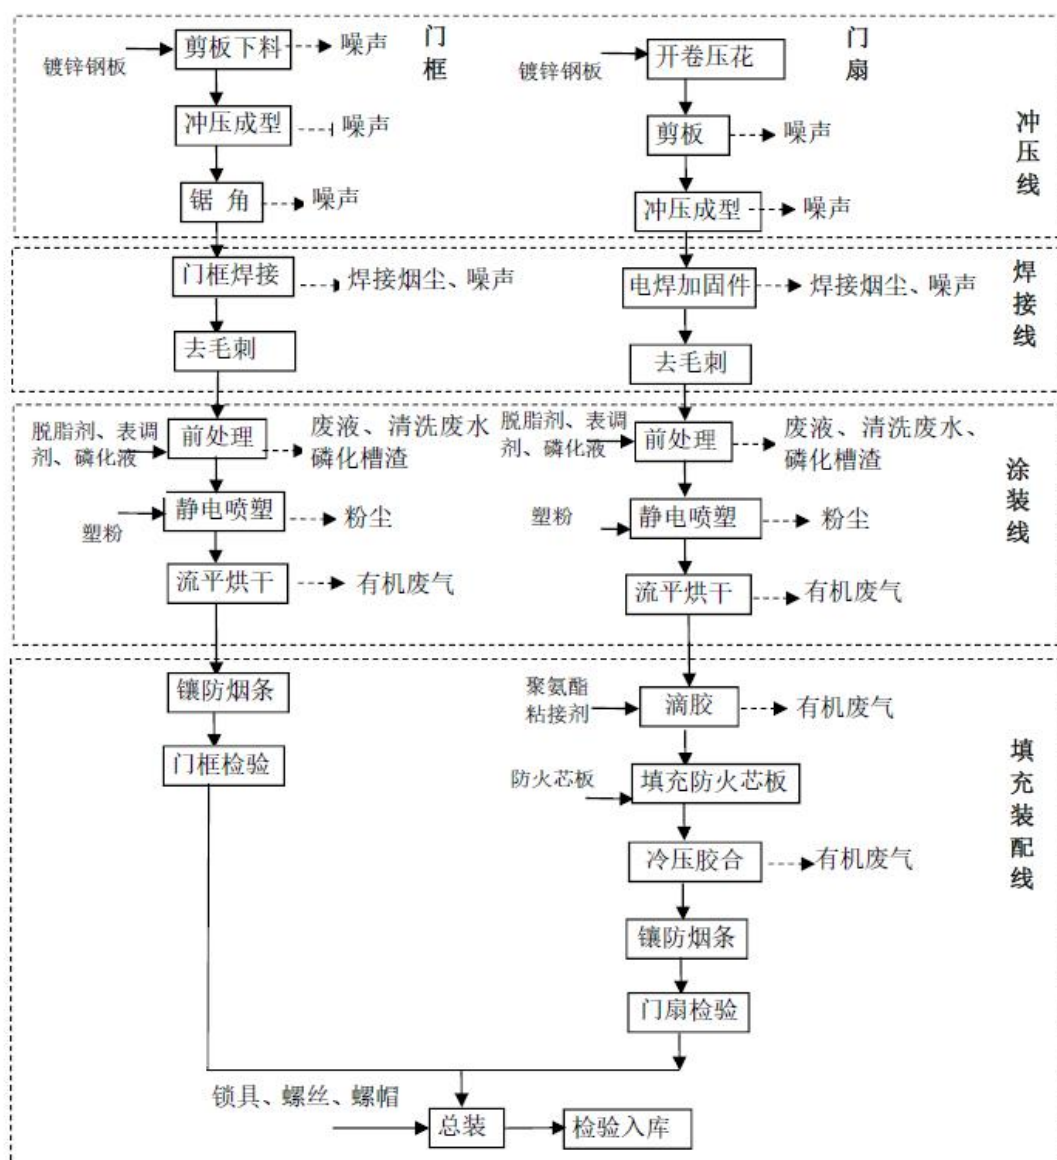 门框
镀锌钢板
剪板下料
噪声
冲压成型
噪声
锯 角
噪声
门扇
镀锌钢板
开卷压花
剪板
噪声
冲压成型
噪声
冲压线
门框焊接
焊接烟尘、噪声
去毛刺
电焊加固件
焊接烟尘、噪声
去毛刺
焊接线
脱脂剂、表调
剂、磷化液
前处理
废液、清洗废水
磷化槽渣
塑粉
静电喷塑
粉尘
流平烘干
有机废气
脱脂剂、表调
剂、磷化液
前处理
废液、清洗废水、
磷化槽渣
塑粉
静电喷塑
粉尘
流平烘干
有机废气
涂装线
镶防烟条
门框检验
聚氨酯
粘接剂
滴胶
有机废气
防火芯板
填充防火芯板
冷压胶合
有机废气
镶防烟条
门扇检验
填充装配线
锁具、螺丝、螺帽
总装
检验入库